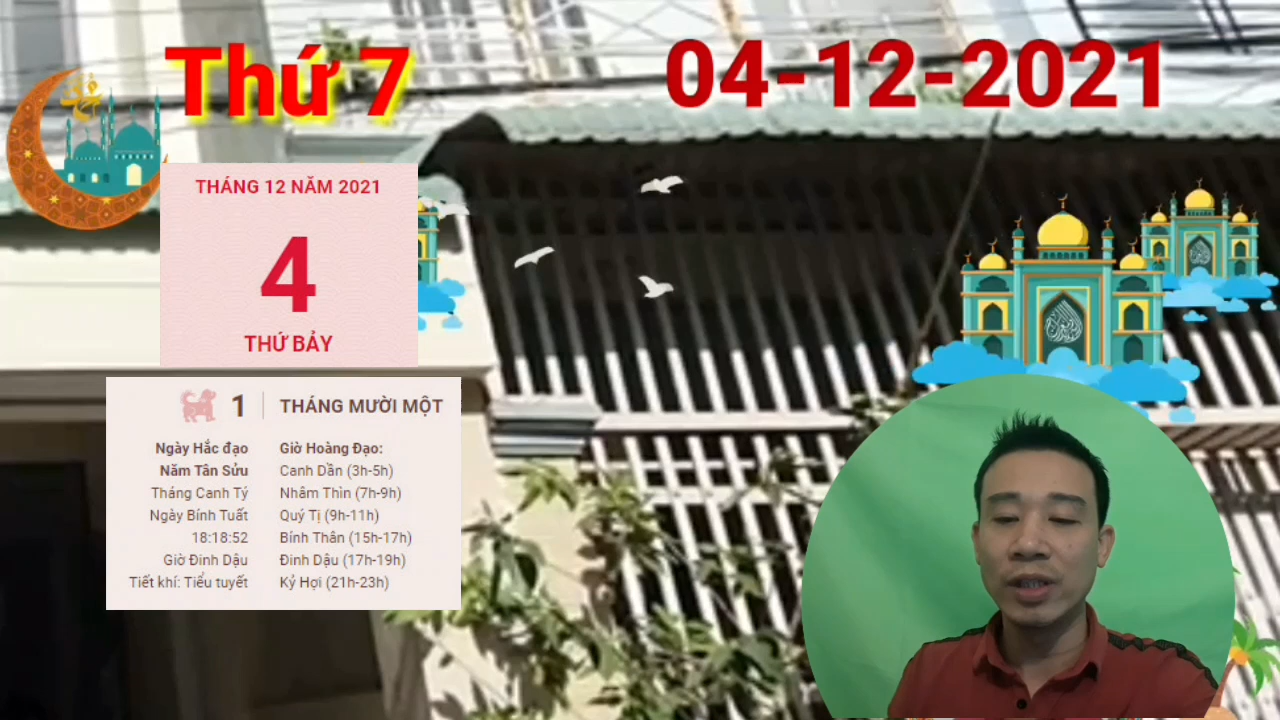 Thứ 7
04-12-2021
THÁNG 12 NĂM 2021
4
THỨ BẢY
1 THÁNG MƯỜI MỘT
Ngày Hắc đạo Giờ Hoàng Đạo:
Năm Tân Sửu Canh Dần (3h-5h)
Tháng Canh Tý Nhâm Thìn (7h-9h)
Ngày Bính Tuất Quý Tị (9h-11h)
18:18:52 Bính Thân (15h-17h)
Giờ Đinh Dậu Đinh Dậu (17h-19h)
Tiết khí: Tiểu tuyết Kỷ Hợi (21h-23h)